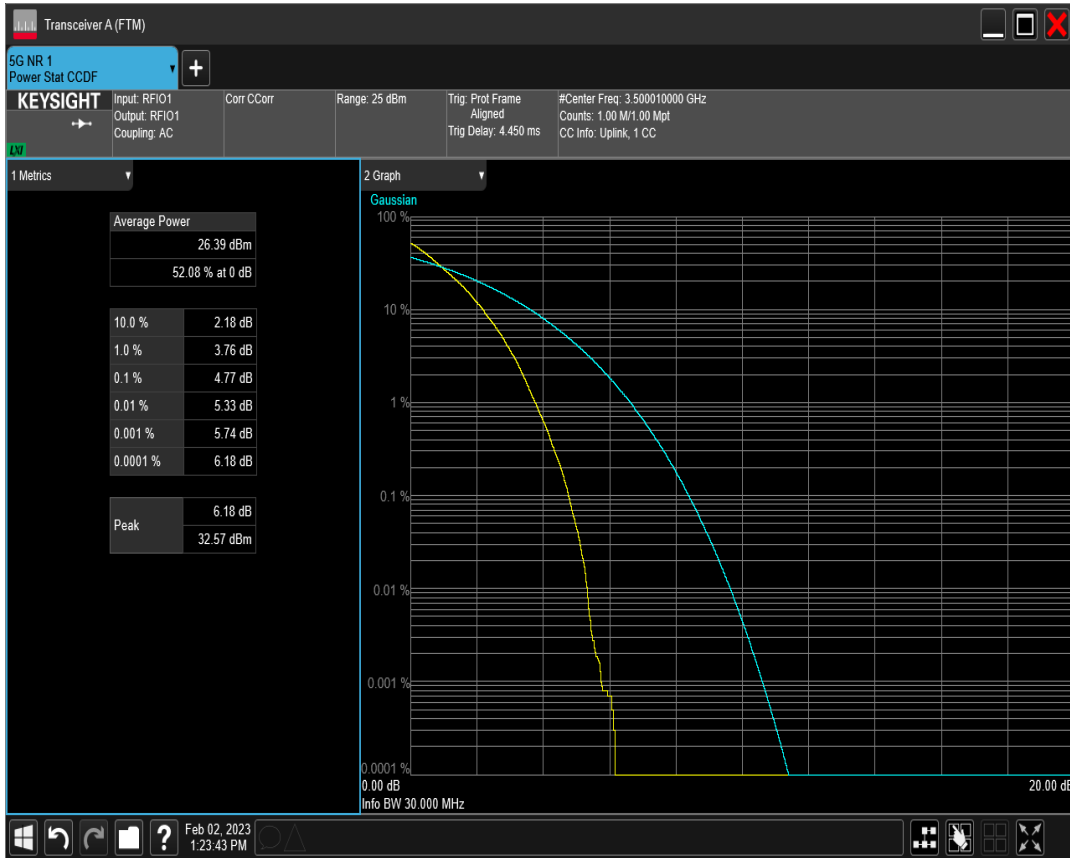 Transceiver A (FTM)
5G NR 1
Power Stat CCDF
+
KEYSIGHT
Input: RFIO1
Output: RFIO1
Coupling: AC
Corr CCorr
Range: 25 dBm
Trig: Prot Frame
Aligned
Trig Delay: 4.450 ms
#Center Freq: 3.500010000 GHz
Counts: 1.00 M/1.00 Mpt
CC Info: Uplink, 1 CC
LXI
1 Metrics
Average Power
26.39 dBm
52.08 % at 0 dB
10.0 % 2.18 dB
1.0 % 3.76 dB
0.1 % 4.77 dB
0.01 % 5.33 dB
0.001 % 5.74 dB
0.0001 % 6.18 dB
Peak 6.18 dB
32.57 dBm
2 Graph
Gaussian
100 %
10 %
1 %
0.1 %
0.01 %
0.001 %
0.0001 %
0.00 dB 20.00 dB
Info BW 30.000 MHz
?
Feb 02, 2023
1:23:43 PM